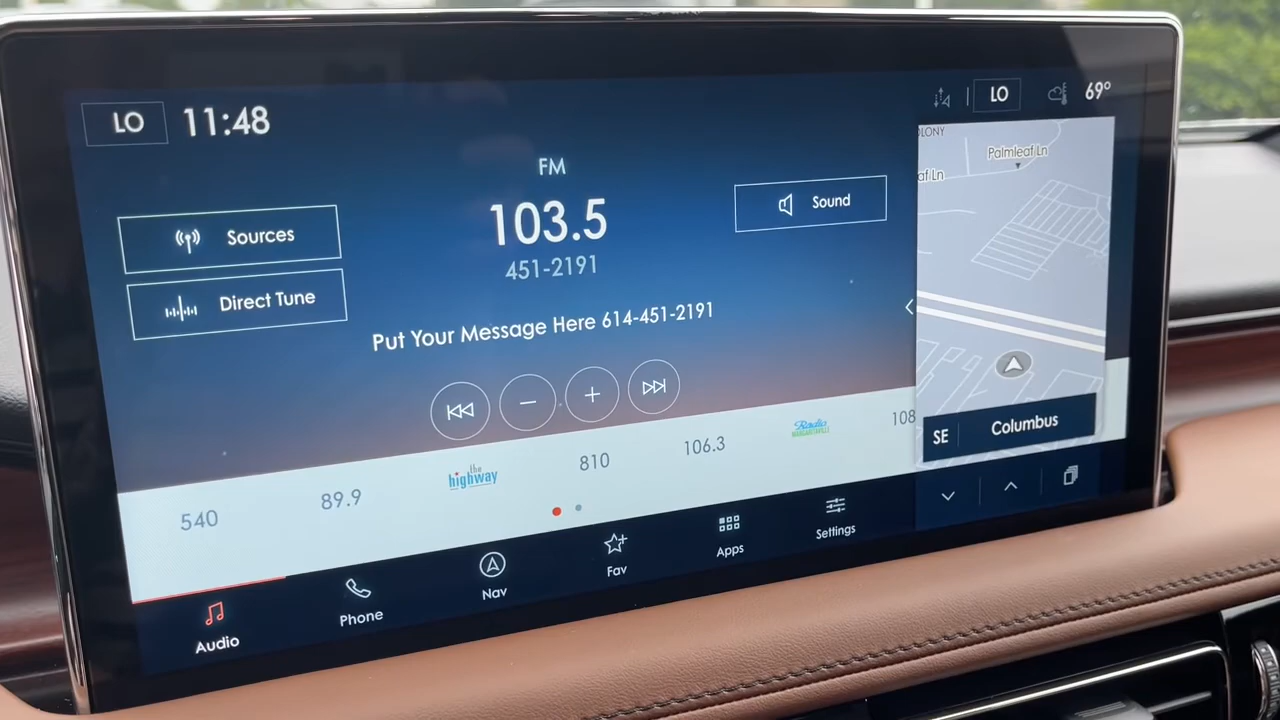 LO 11:48
LO 69°
FM
103.5
451-2191
Sources
Direct Tune
Sound
Put Your Message Here 614-451-2191
540 89.9 the highway 810 106.3 Radio MARGARITAVILLE 108
Palmleaf Ln
af Ln
SE Columbus
Audio Phone Nav Fav Apps Settings